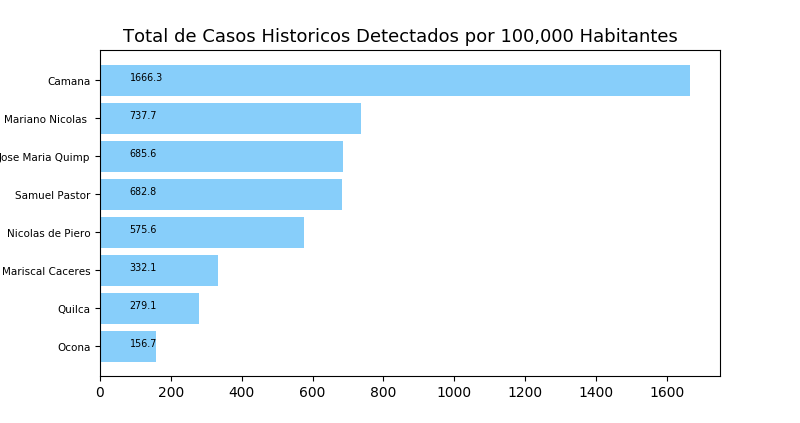 Total de Casos Historicos Detectados por 100,000 Habitantes
Camana 1666.3
Mariano Nicolas 737.7
Jose Maria Quimp 685.6
Samuel Pastor 682.8
Nicolas de Piero 575.6
Mariscal Caceres 332.1
Quilca 279.1
Ocona 156.7
0 200 400 600 800 1000 1200 1400 1600